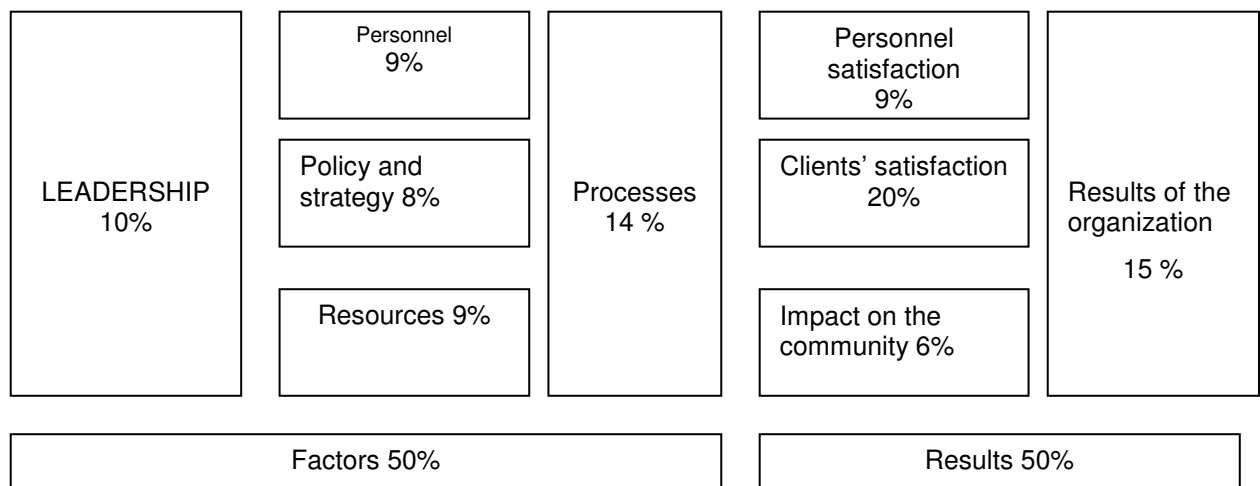 LEADERSHIP
10%
Personnel
9%
Policy and
strategy 8%
Resources 9%
Processes
14 %
Personnel
satisfaction
9%
Clients’ satisfaction
20%
Impact on the
community 6%
Results of the
organization
15 %
Factors 50%
Results 50%